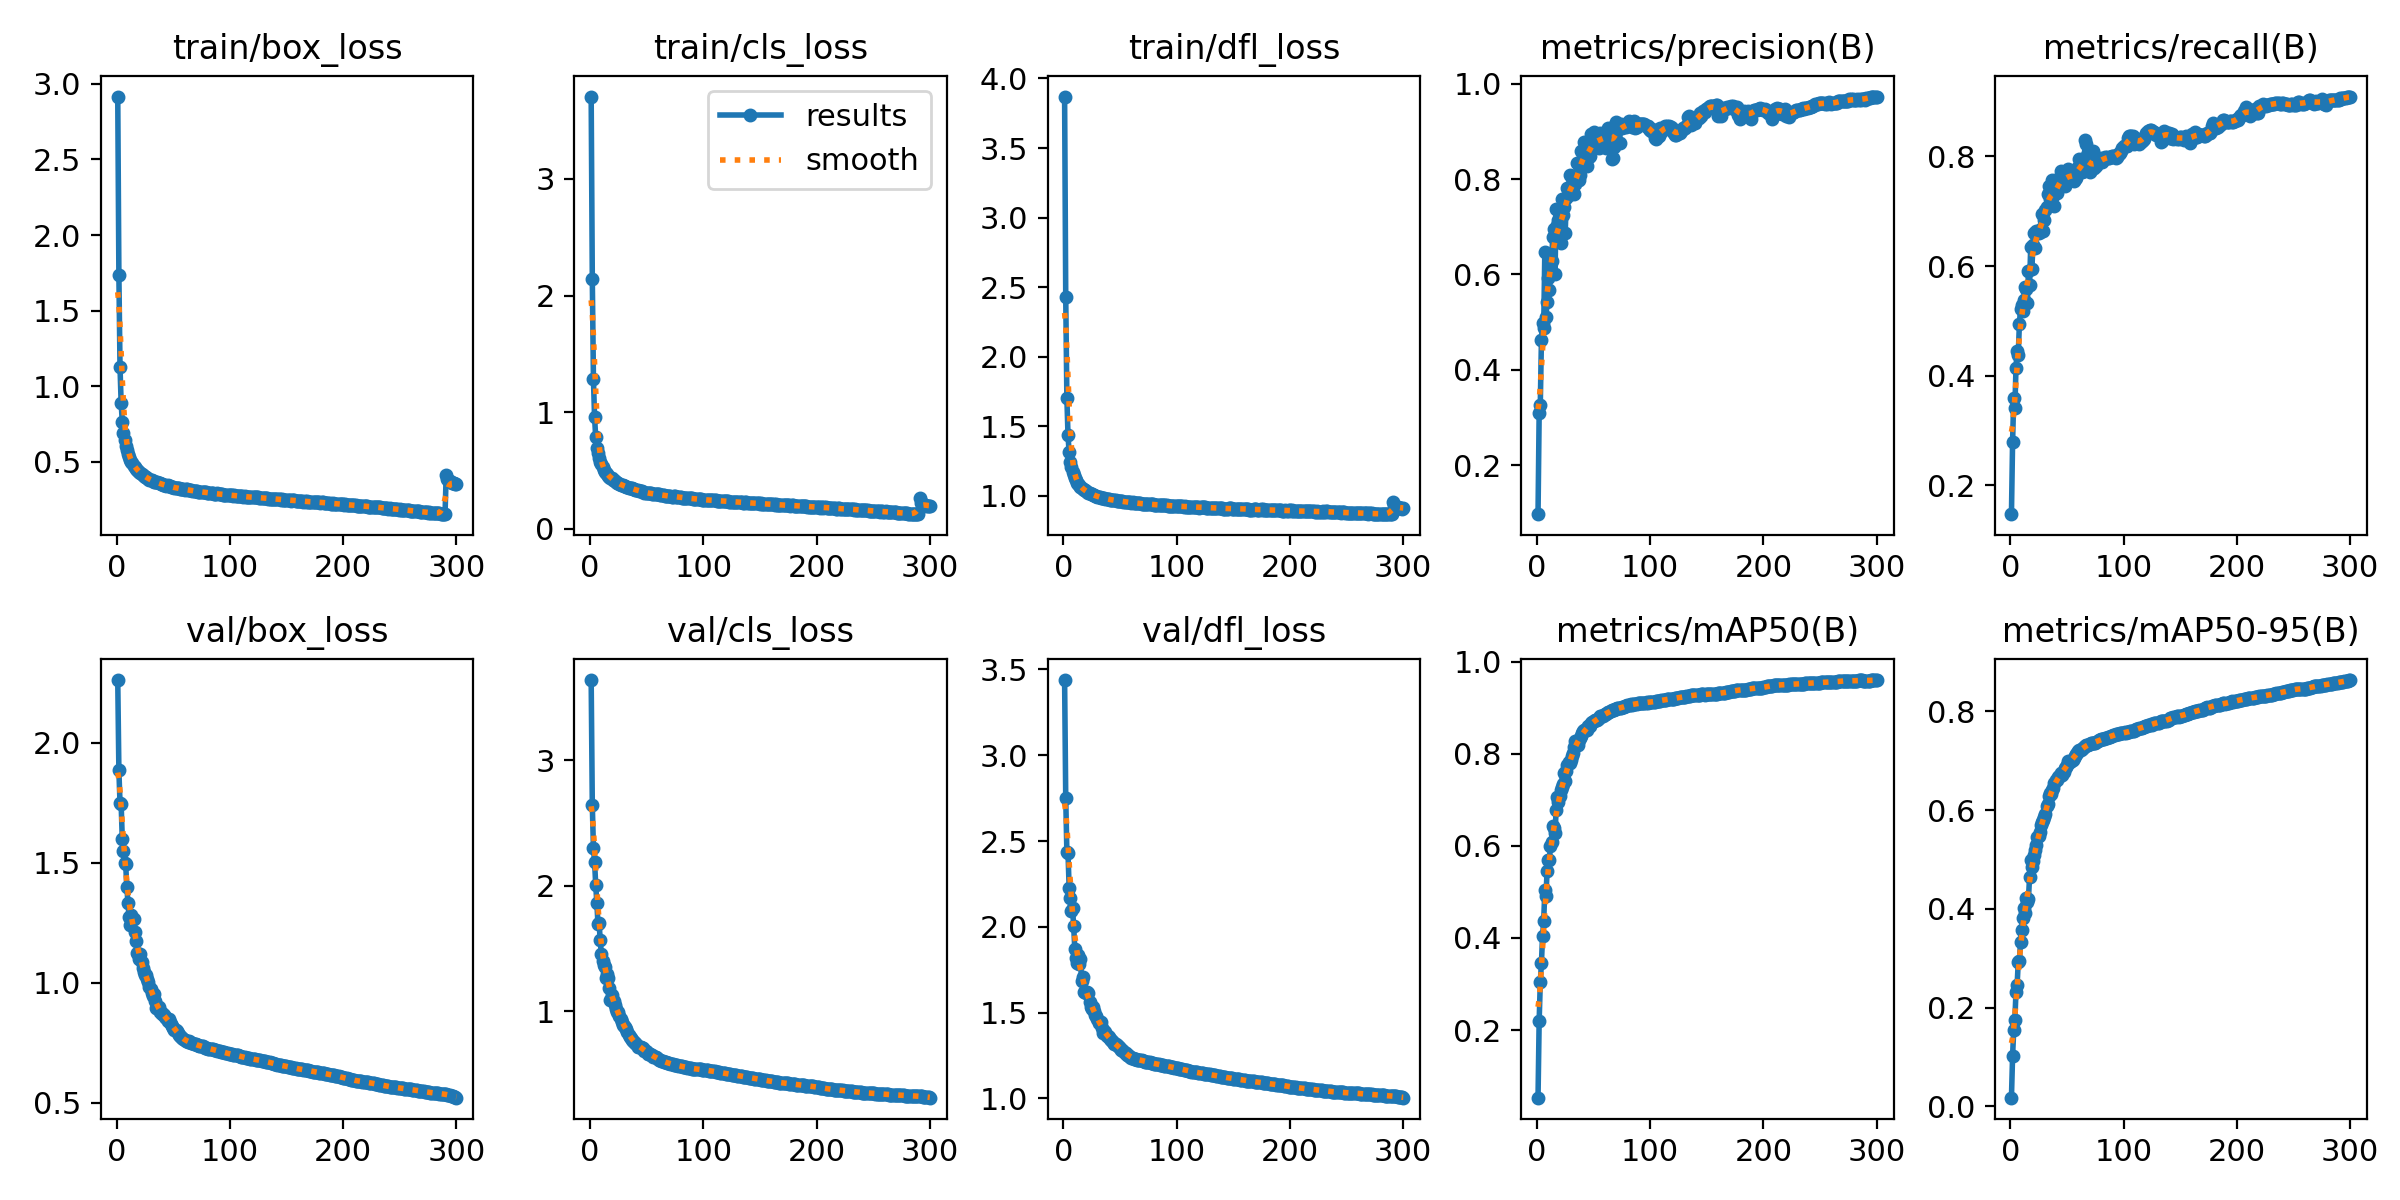 train/box_loss
3.0
2.5
2.0
1.5
1.0
0.5
0 100 200 300
train/cls_loss
results
smooth
3
2
1
0
0 100 200 300
train/dfl_loss
4.0
3.5
3.0
2.5
2.0
1.5
1.0
0 100 200 300
metrics/precision(B)
1.0
0.8
0.6
0.4
0.2
0 100 200 300
metrics/recall(B)
0.8
0.6
0.4
0.2
0 100 200 300
val/box_loss
2.0
1.5
1.0
0.5
0 100 200 300
val/cls_loss
3
2
1
0 100 200 300
val/dfl_loss
3.5
3.0
2.5
2.0
1.5
1.0
0 100 200 300
metrics/mAP50(B)
1.0
0.8
0.6
0.4
0.2
0 100 200 300
metrics/mAP50-95(B)
0.8
0.6
0.4
0.2
0.0
0 100 200 300